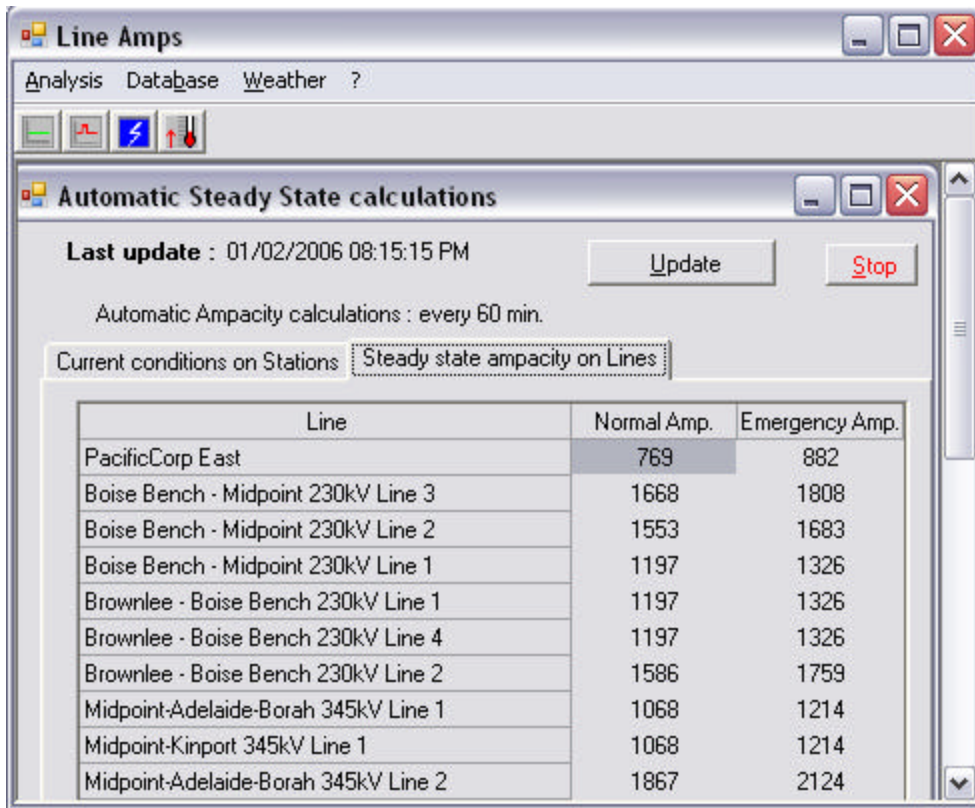 Line Amps
Analysis Database Weather ?
Automatic Steady State calculations
Last update : 01/02/2006 08:15:15 PM
Update Stop
Automatic Ampacity calculations : every 60 min.
Current conditions on Stations Steady state ampacity on Lines
Line Normal Amp. Emergency Amp.
PacificCorp East 769 882
Boise Bench - Midpoint 230kV Line 3 1668 1808
Boise Bench - Midpoint 230kV Line 2 1553 1683
Boise Bench - Midpoint 230kV Line 1 1197 1326
Brownlee - Boise Bench 230kV Line 1 1197 1326
Brownlee - Boise Bench 230kV Line 4 1197 1326
Brownlee - Boise Bench 230kV Line 2 1586 1759
Midpoint-Adelaide-Borah 345kV Line 1 1068 1214
Midpoint-Kinport 345kV Line 1 1068 1214
Midpoint-Adelaide-Borah 345kV Line 2 1867 2124